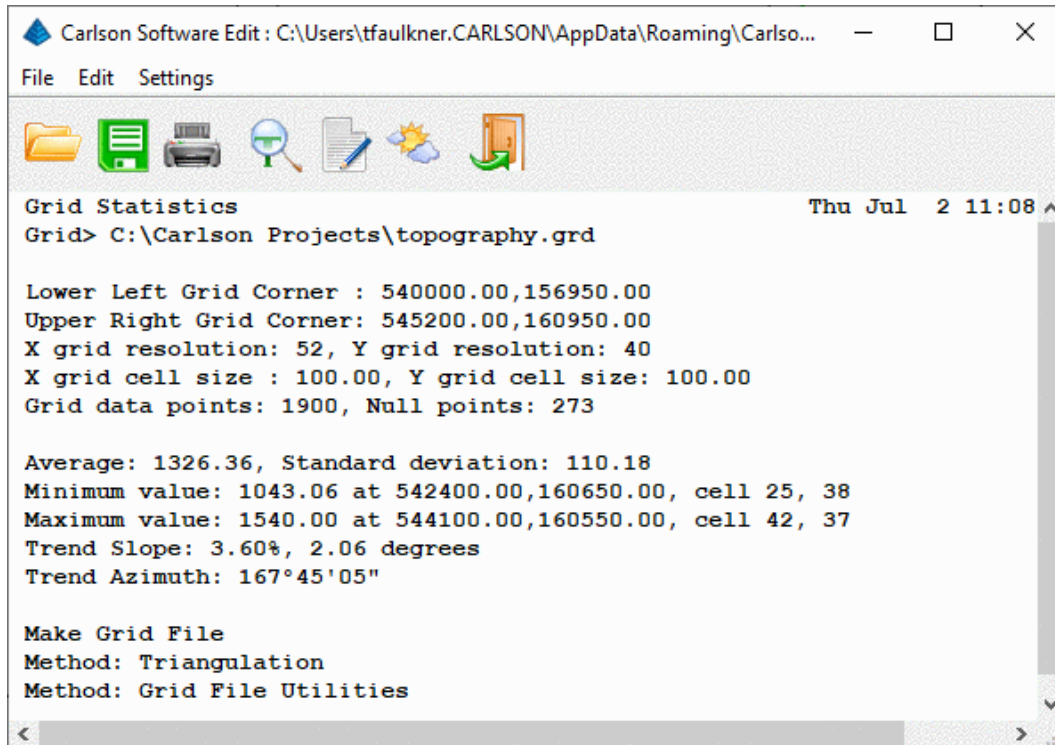 Carlson Software Edit : C:\Users\tfaulkner.CARLSON\AppData\Roaming\Carlso...
File Edit Settings
Grid Statistics Thu Jul 2 11:08
Grid> C:\Carlson Projects\topography.grd
Lower Left Grid Corner : 540000.00,156950.00
Upper Right Grid Corner: 545200.00,160950.00
X grid resolution: 52, Y grid resolution: 40
X grid cell size : 100.00, Y grid cell size: 100.00
Grid data points: 1900, Null points: 273
Average: 1326.36, Standard deviation: 110.18
Minimum value: 1043.06 at 542400.00,160650.00, cell 25, 38
Maximum value: 1540.00 at 544100.00,160550.00, cell 42, 37
Trend Slope: 3.60%, 2.06 degrees
Trend Azimuth: 167°45'05"
Make Grid File
Method: Triangulation
Method: Grid File Utilities